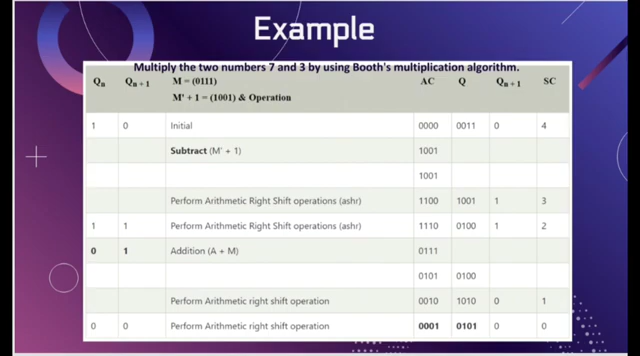 Example
Multiply the two numbers 7 and 3 by using Booth's multiplication algorithm.
Qn Qn + 1 M = (0111) AC Q Qn + 1 SC
M' + 1 = (1001) & Operation
1 0 Initial 0000 0011 0 4
Subtract (M' + 1) 1001
1001
Perform Arithmetic Right Shift operations (ashr) 1100 1001 1 3
1 1 Perform Arithmetic Right Shift operations (ashr) 1110 0100 1 2
0 1 Addition (A + M) 0111
0101 0100
Perform Arithmetic right shift operation 0010 1010 0 1
0 0 Perform Arithmetic right shift operation 0001 0101 0 0